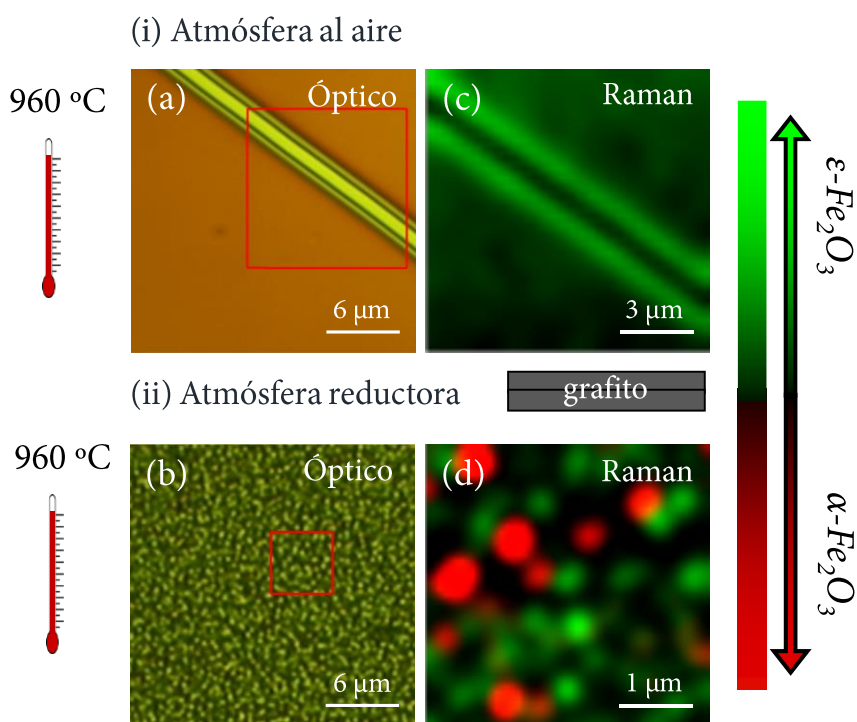 (i) Atmósfera al aire
960 ºC
(a)
Óptico
6 μm
(c)
Raman
3 μm
ε-Fe2O3
(ii) Atmósfera reductora
grafito
960 ºC
(b)
Óptico
6 μm
(d)
Raman
1 μm
α-Fe2O3